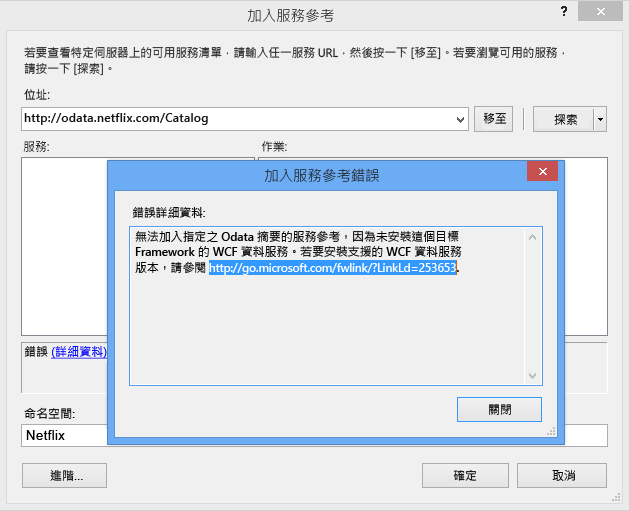 加入服務參考
若要查看特定伺服器上的可用服務清單，請輸入任一服務 URL，然後按一下 [移至]。若要瀏覽可用的服務，
請按一下 [探索]。
位址:
http://odata.netflix.com/Catalog
移至
探索
服務:
作業:
加入服務參考錯誤
錯誤詳細資料:
無法加入指定之 Odata 摘要的服務參考，因為未安裝這個目標
Framework 的 WCF 資料服務。若要安裝支援的 WCF 資料服務
版本，請參閱 http://go.microsoft.com/fwlink/?LinkLd=253653.
關閉
錯誤 (詳細資料)
命名空間:
Netflix
進階...
確定
取消